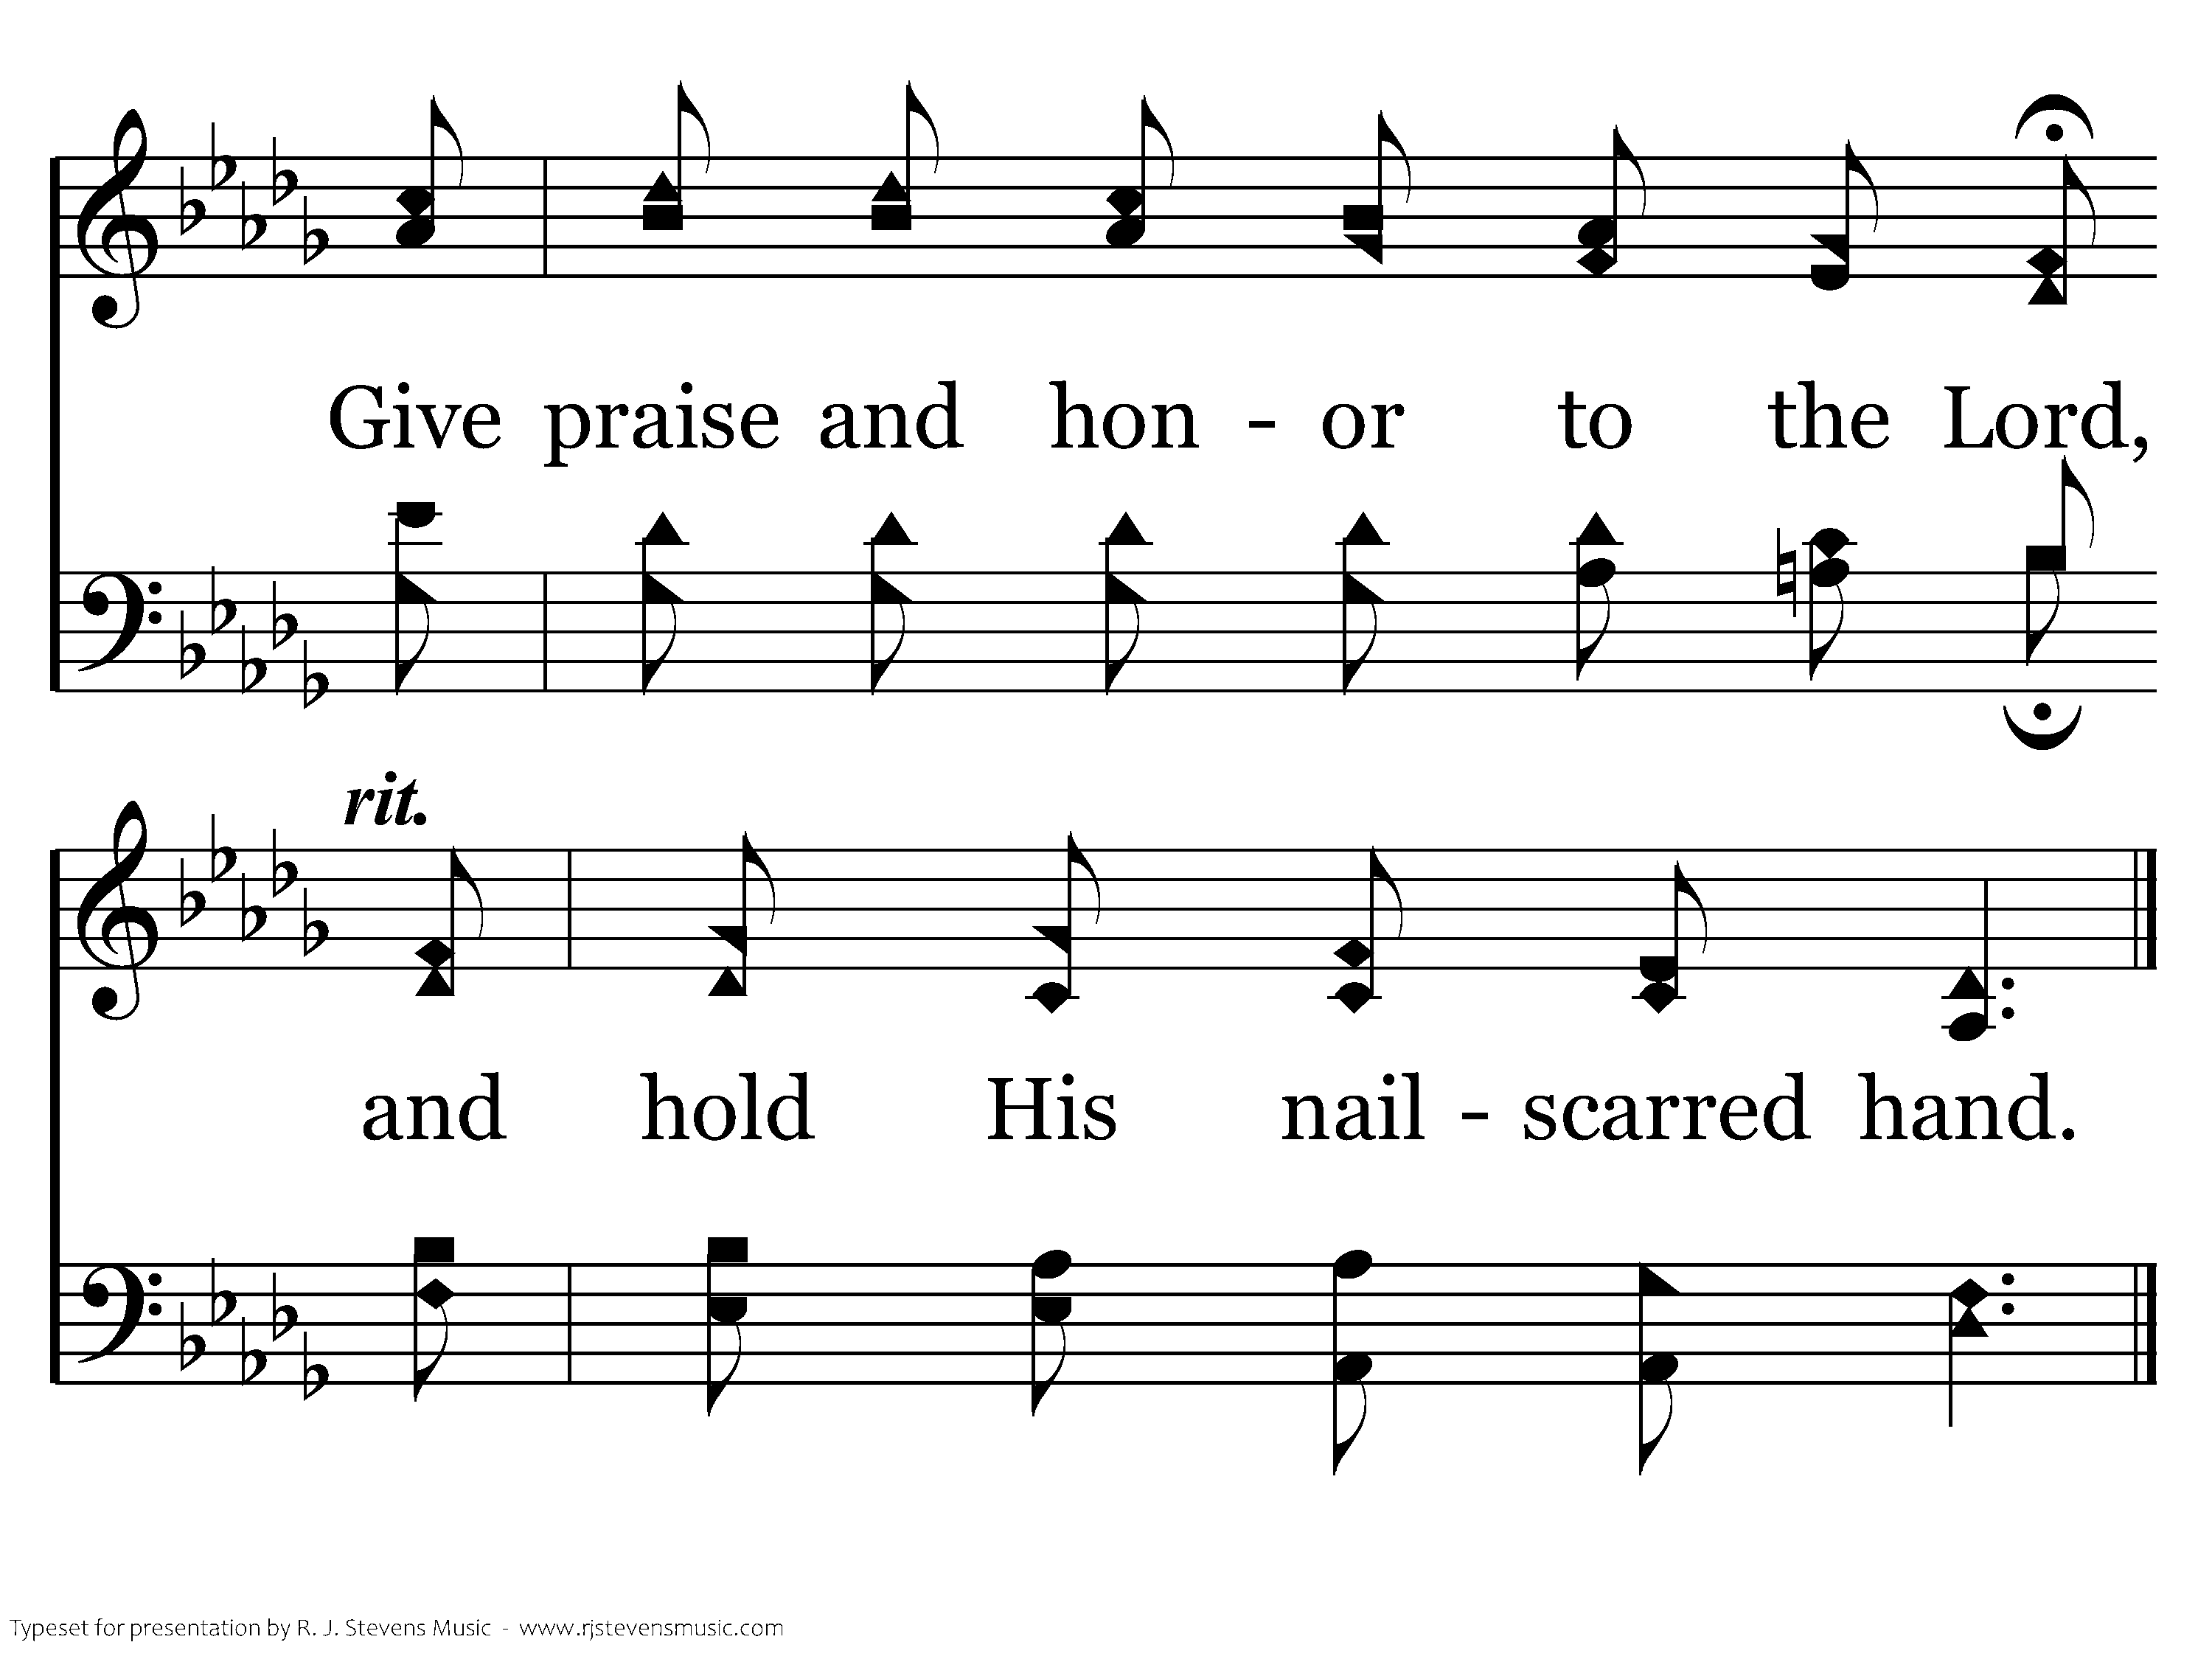 Give praise and hon - or to the Lord,
rit.
and hold His nail - scarred hand.
Typeset for presentation by R. J. Stevens Music - www.rjstevensmusic.com